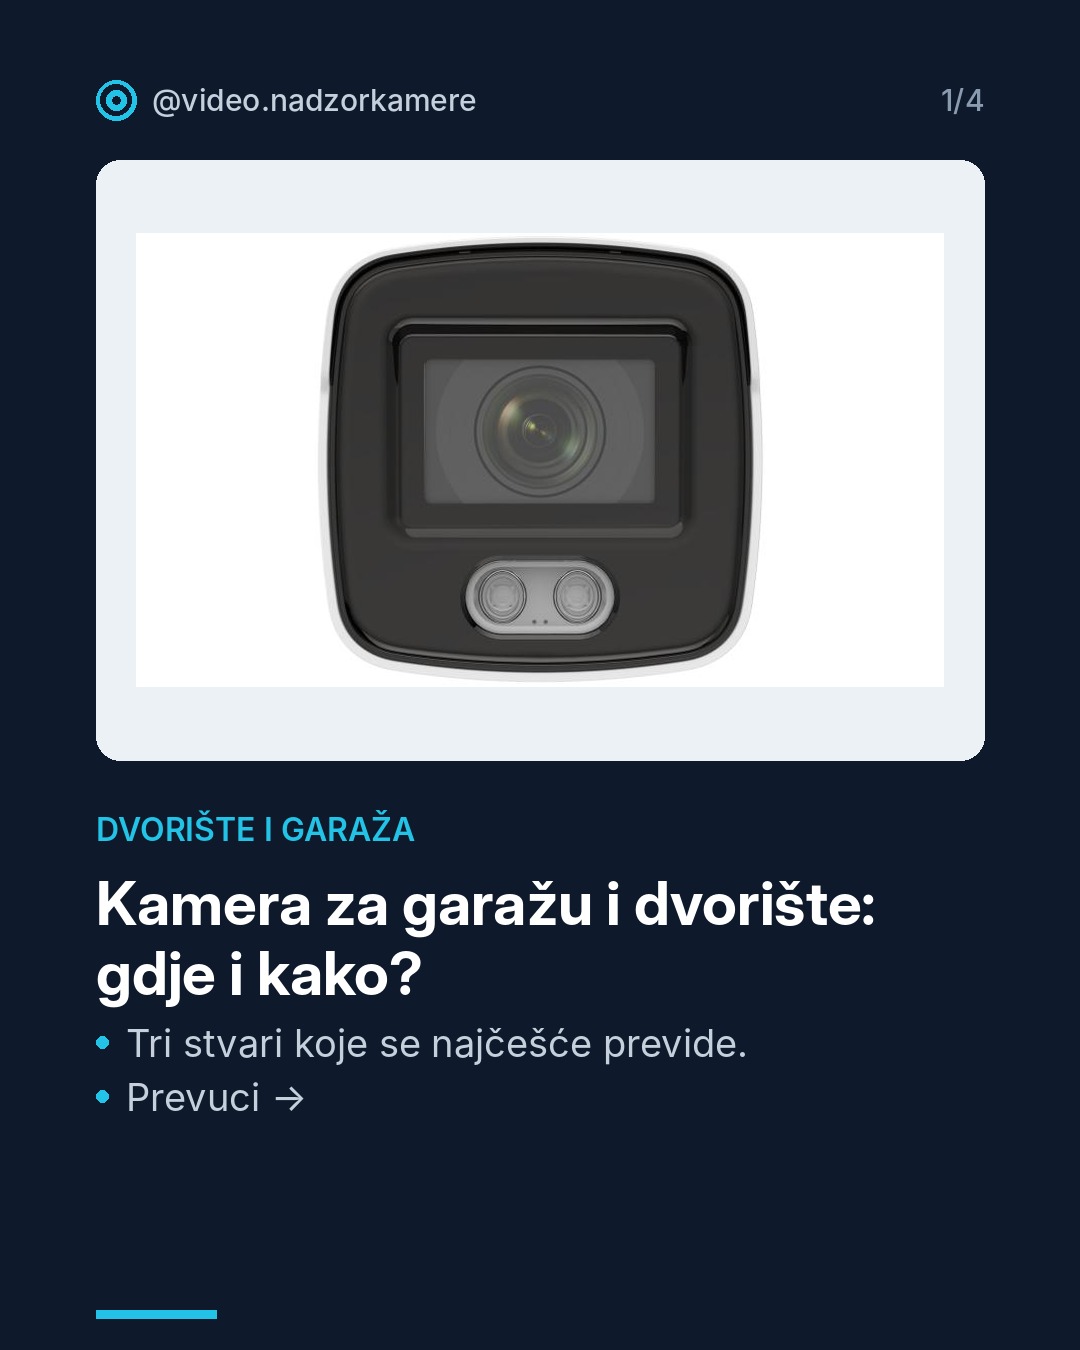 @video.nadzorkamere
1/4
DVORIŠTE I GARAŽA
Kamera za garažu i dvorište:
gdje i kako?
• Tri stvari koje se najčešće previde.
• Prevuci →